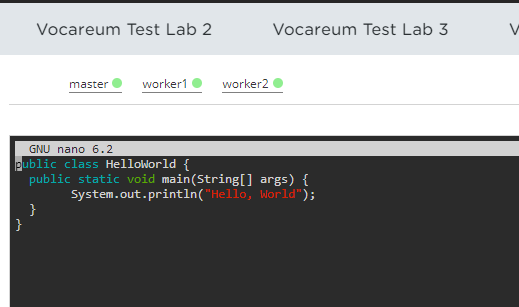 Vocareum Test Lab 2 Vocareum Test Lab 3 V
master worker1 worker2
GNU nano 6.2
public class HelloWorld {
  public static void main(String[] args) {
        System.out.println("Hello, World");
  }
}